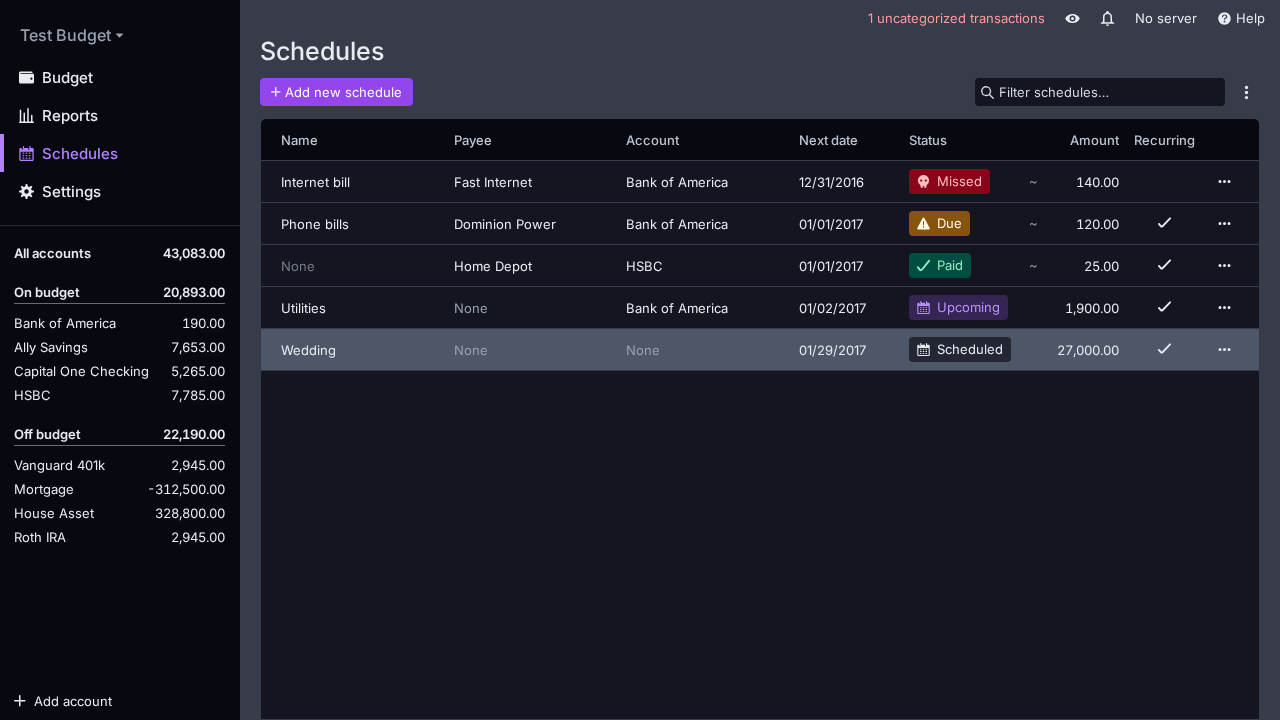 Test Budget
Budget
Reports
Schedules
Settings
All accounts 43,083.00
On budget 20,893.00
Bank of America 190.00
Ally Savings 7,653.00
Capital One Checking 5,265.00
HSBC 7,785.00
Off budget 22,190.00
Vanguard 401k 2,945.00
Mortgage -312,500.00
House Asset 328,800.00
Roth IRA 2,945.00
Add account
1 uncategorized transactions No server Help
Schedules
Add new schedule
Filter schedules...
Name Payee Account Next date Status Amount Recurring
Internet bill Fast Internet Bank of America 12/31/2016 Missed ~ 140.00
Phone bills Dominion Power Bank of America 01/01/2017 Due ~ 120.00
None Home Depot HSBC 01/01/2017 Paid ~ 25.00
Utilities None Bank of America 01/02/2017 Upcoming 1,900.00
Wedding None None 01/29/2017 Scheduled 27,000.00